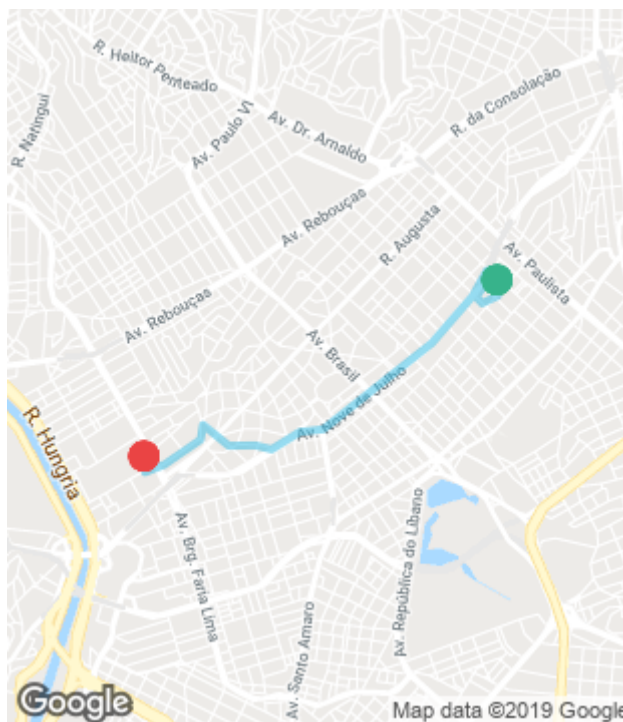 R. Heitor Penteado
R. Natingui
Av. Paulo VI
Av. Dr. Arnaldo
R. da Consolação
Av. Rebouças
R. Augusta
Av. Paulista
Av. Rebouças
Av. Brasil
Av. Nove de Julho
R. Hungria
Av. Brg. Faria Lima
Av. República do Líbano
Av. Santo Amaro
Google
Map data ©2019 Google